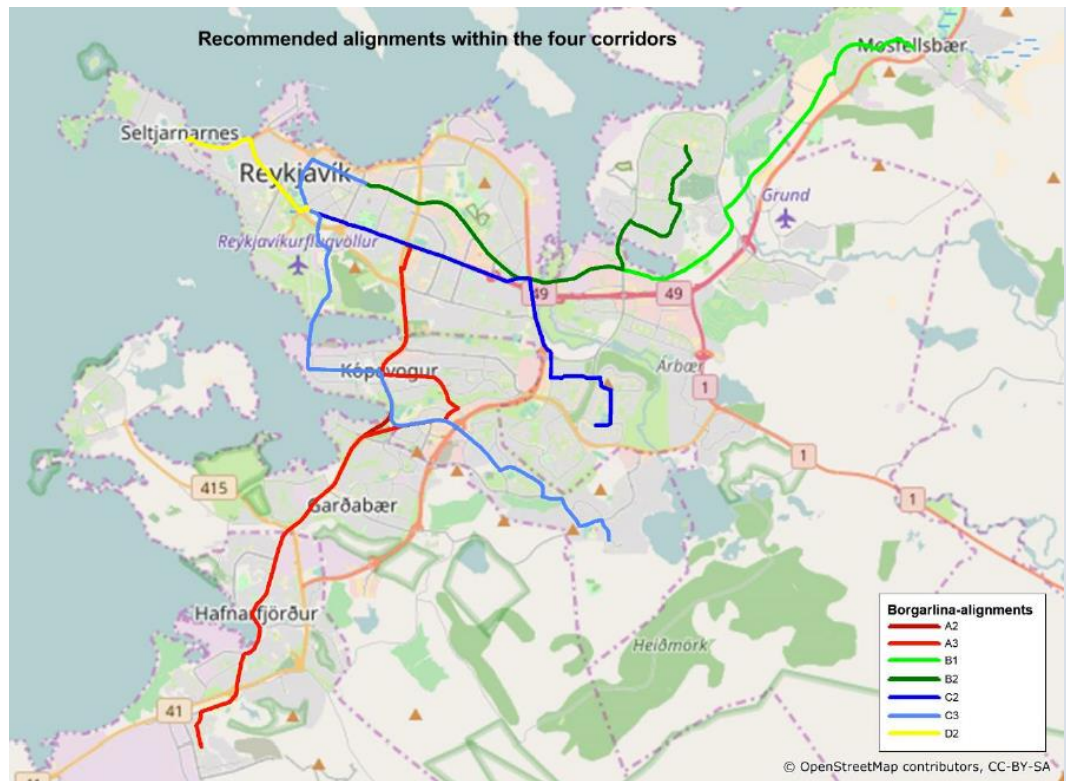 Recommended alignments within the four corridors
Mosfellsbær
Seltjarnarnes
Reykjavík
Grund
Reykjavíkurflugvöllur
49
49
Kópavogur
Árbær
1
1
415
1
Garðabær
Hafnarfjörður
Heiðmörk
41
Borgarlina-alignments
A2
A3
B1
B2
C2
C3
D2
© OpenStreetMap contributors, CC-BY-SA